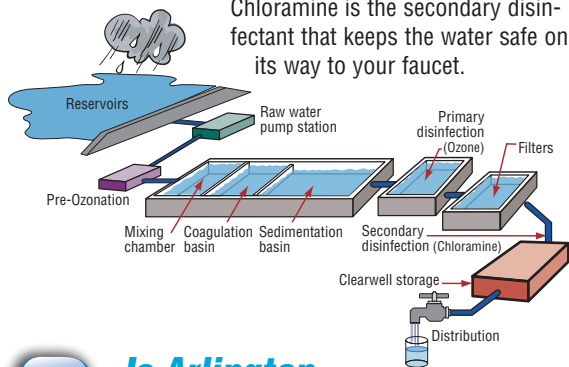 Chloramine is the secondary disin-
fectant that keeps the water safe on
its way to your faucet.
Reservoirs
Raw water
pump station
Primary
disinfection
(Ozone)
Filters
Pre-Ozonation
Mixing
chamber
Coagulation
basin
Sedimentation
basin
Secondary
disinfection (Chloramine)
Clearwell storage
Distribution
Is Arlington